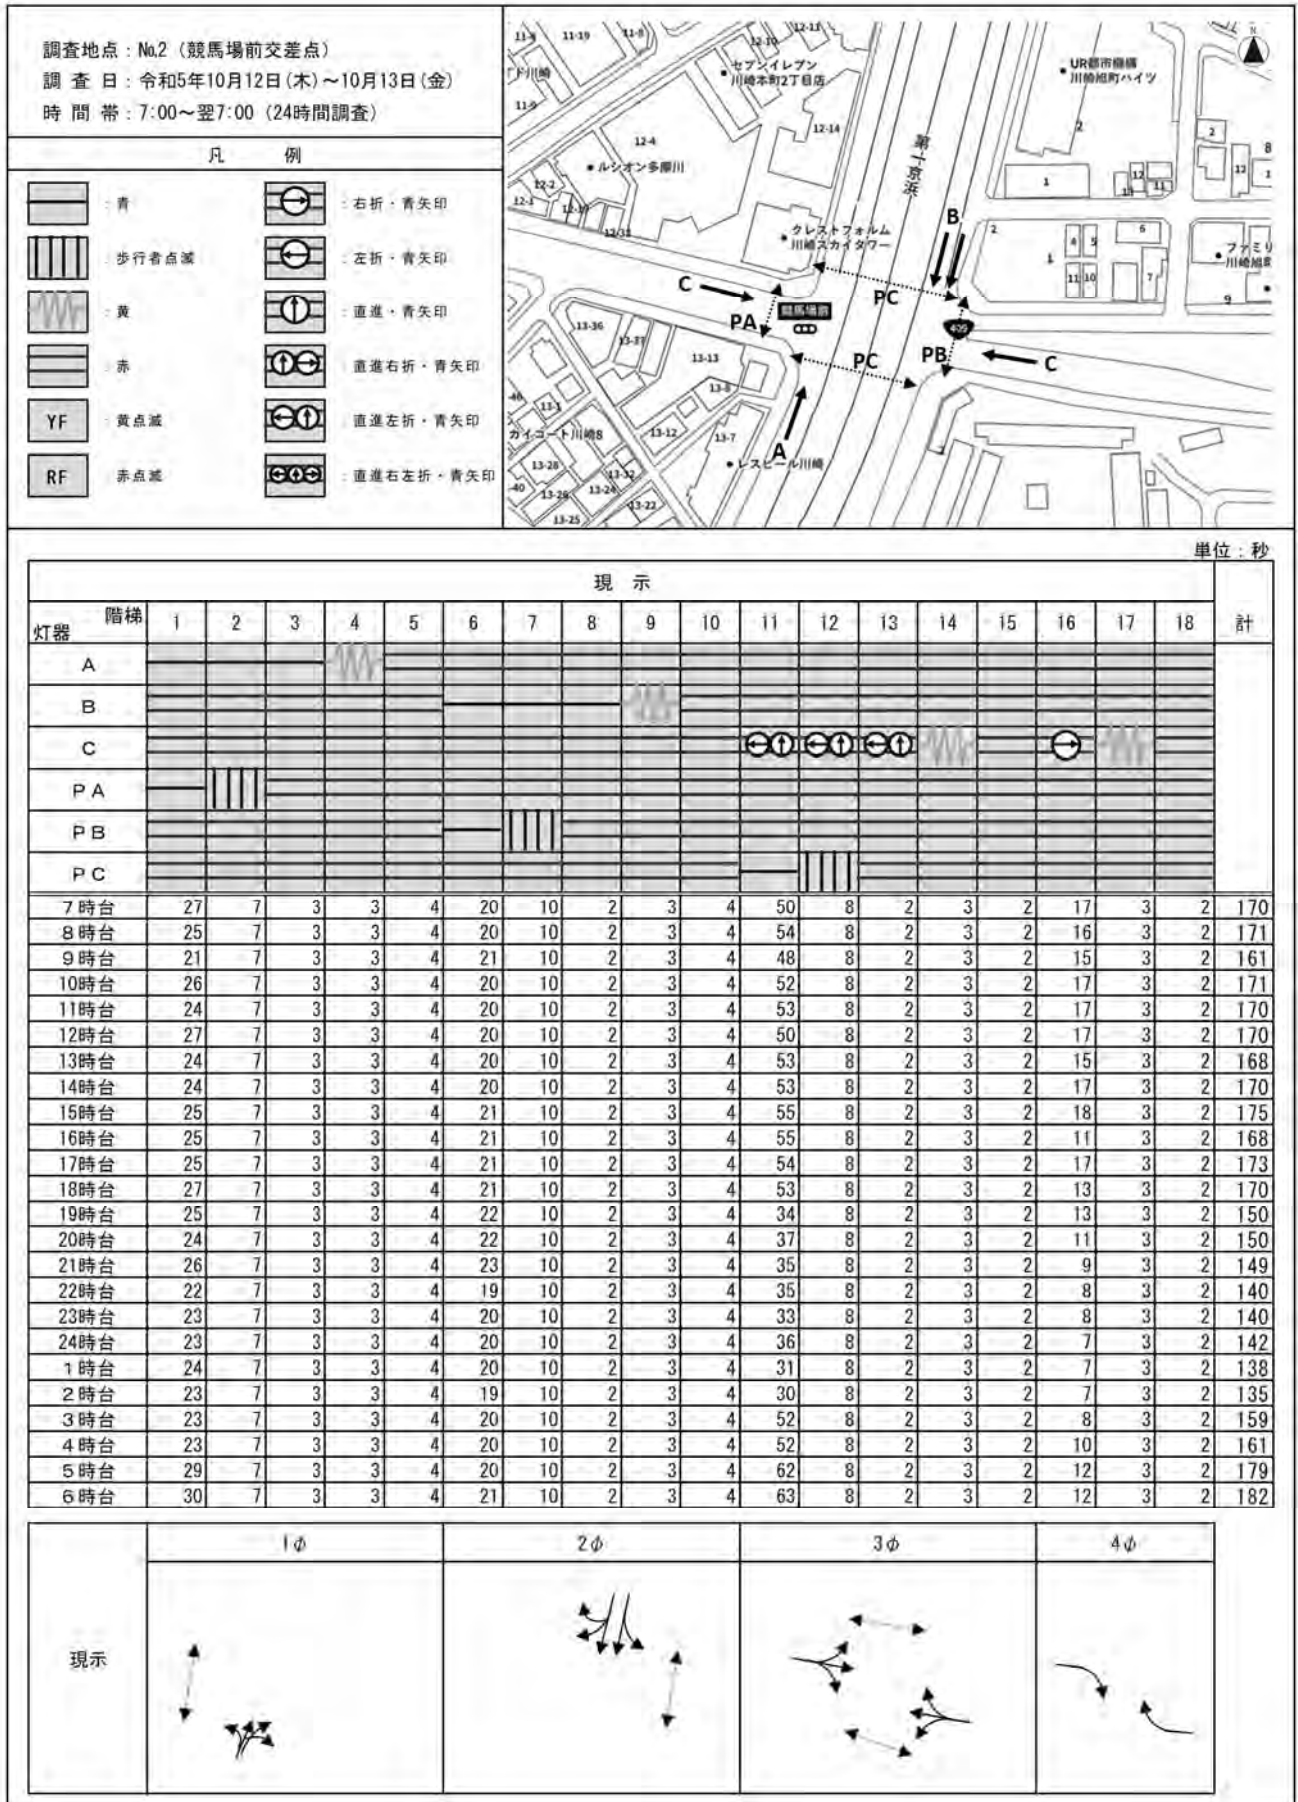 調査地点：No.2（競馬場前交差点）
調 査 日：令和5年10月12日(木)～10月13日(金)
時 間 帯：7:00～翌7:00（24時間調査）
凡 例
：青
：右折・青矢印
：歩行者点滅
：左折・青矢印
：黄
：直進・青矢印
：赤
：直進右折・青矢印
YF ：黄点滅
：直進左折・青矢印
RF ：赤点滅
：直進右左折・青矢印
11-19
12-10
12-11
セブンイレブン
川崎本町2丁目店
UR都市機構
川崎旭町ハイツ
12-4
12-14
ルシオン多摩川
第一京浜
12-2
クレストフォルム
川崎スカイタワー
B
C
PC
PA
競馬場前
409
PC
PB
C
13-36
13-37
13-13
13-8
13-1
13-12
13-7
A
レスピール川崎
13-28
13-32
13-26
13-24
13-22
13-25
単位：秒
現 示
階梯 1 2 3 4 5 6 7 8 9 10 11 12 13 14 15 16 17 18 計
灯器
A
B
C
PA
PB
PC
7時台 27 7 3 3 4 20 10 2 3 4 50 8 2 3 2 17 3 2 170
8時台 25 7 3 3 4 20 10 2 3 4 54 8 2 3 2 16 3 2 171
9時台 21 7 3 3 4 21 10 2 3 4 48 8 2 3 2 15 3 2 161
10時台 26 7 3 3 4 20 10 2 3 4 52 8 2 3 2 17 3 2 171
11時台 24 7 3 3 4 20 10 2 3 4 53 8 2 3 2 17 3 2 170
12時台 27 7 3 3 4 20 10 2 3 4 50 8 2 3 2 17 3 2 170
13時台 24 7 3 3 4 20 10 2 3 4 53 8 2 3 2 15 3 2 168
14時台 24 7 3 3 4 20 10 2 3 4 53 8 2 3 2 17 3 2 170
15時台 25 7 3 3 4 21 10 2 3 4 55 8 2 3 2 18 3 2 175
16時台 25 7 3 3 4 21 10 2 3 4 55 8 2 3 2 11 3 2 168
17時台 25 7 3 3 4 21 10 2 3 4 54 8 2 3 2 17 3 2 173
18時台 27 7 3 3 4 21 10 2 3 4 53 8 2 3 2 13 3 2 170
19時台 25 7 3 3 4 22 10 2 3 4 34 8 2 3 2 13 3 2 150
20時台 24 7 3 3 4 22 10 2 3 4 37 8 2 3 2 11 3 2 150
21時台 26 7 3 3 4 23 10 2 3 4 35 8 2 3 2 9 3 2 149
22時台 22 7 3 3 4 19 10 2 3 4 35 8 2 3 2 8 3 2 140
23時台 23 7 3 3 4 20 10 2 3 4 33 8 2 3 2 8 3 2 140
24時台 23 7 3 3 4 20 10 2 3 4 36 8 2 3 2 7 3 2 142
1時台 24 7 3 3 4 20 10 2 3 4 31 8 2 3 2 7 3 2 138
2時台 23 7 3 3 4 19 10 2 3 4 30 8 2 3 2 7 3 2 135
3時台 23 7 3 3 4 20 10 2 3 4 52 8 2 3 2 8 3 2 159
4時台 23 7 3 3 4 20 10 2 3 4 52 8 2 3 2 10 3 2 161
5時台 29 7 3 3 4 20 10 2 3 4 62 8 2 3 2 12 3 2 179
6時台 30 7 3 3 4 21 10 2 3 4 63 8 2 3 2 12 3 2 182
1φ 2φ 3φ 4φ
現示